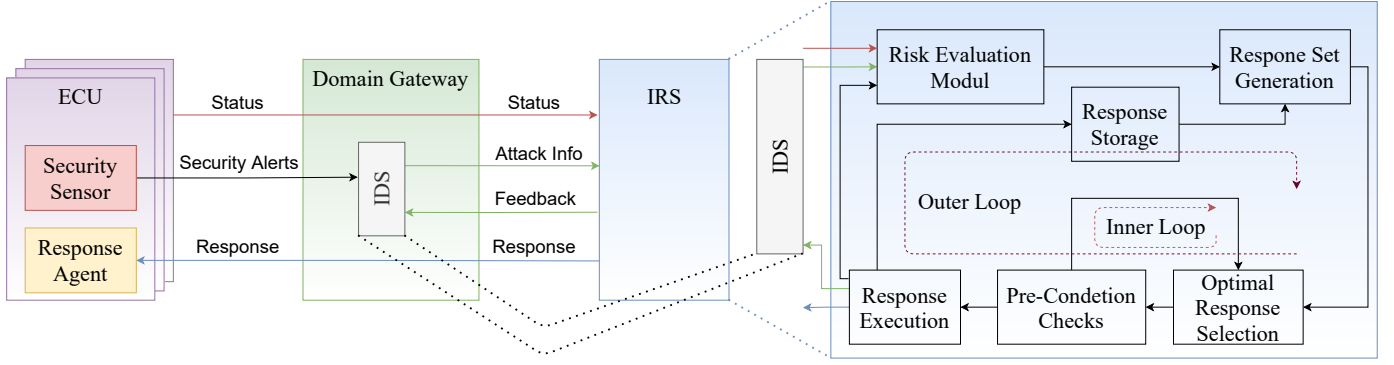 ECU
Security
Sensor
Response
Agent
Status
Security Alerts
Response
Domain Gateway
IDS
Status
Attack Info
Feedback
Response
IRS
IDS
Risk Evaluation
Modul
Respone Set
Generation
Response
Storage
Outer Loop
Inner Loop
Response
Execution
Pre-Condetion
Checks
Optimal
Response
Selection